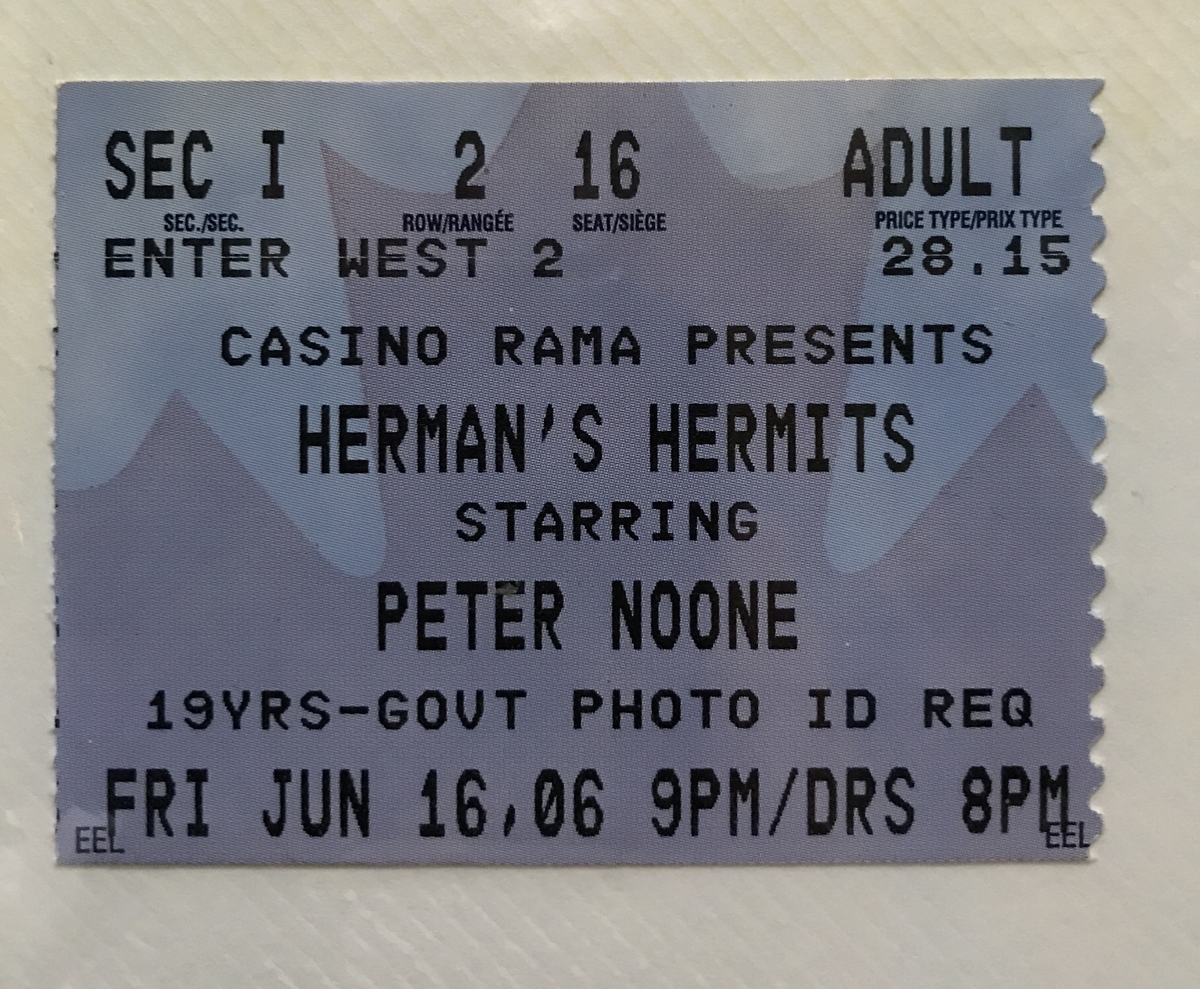 SEC I 2 16 ADULT
SEC./SEC. ROW/RANGÉE SEAT/SIÈGE PRICE TYPE/PRIX TYPE
ENTER WEST 2 28.15
CASINO RAMA PRESENTS
HERMAN'S HERMITS
STARRING
PETER NOONE
19YRS-GOVT PHOTO ID REQ
FRI JUN 16,06 9PM/DRS 8PM
EEL EEL